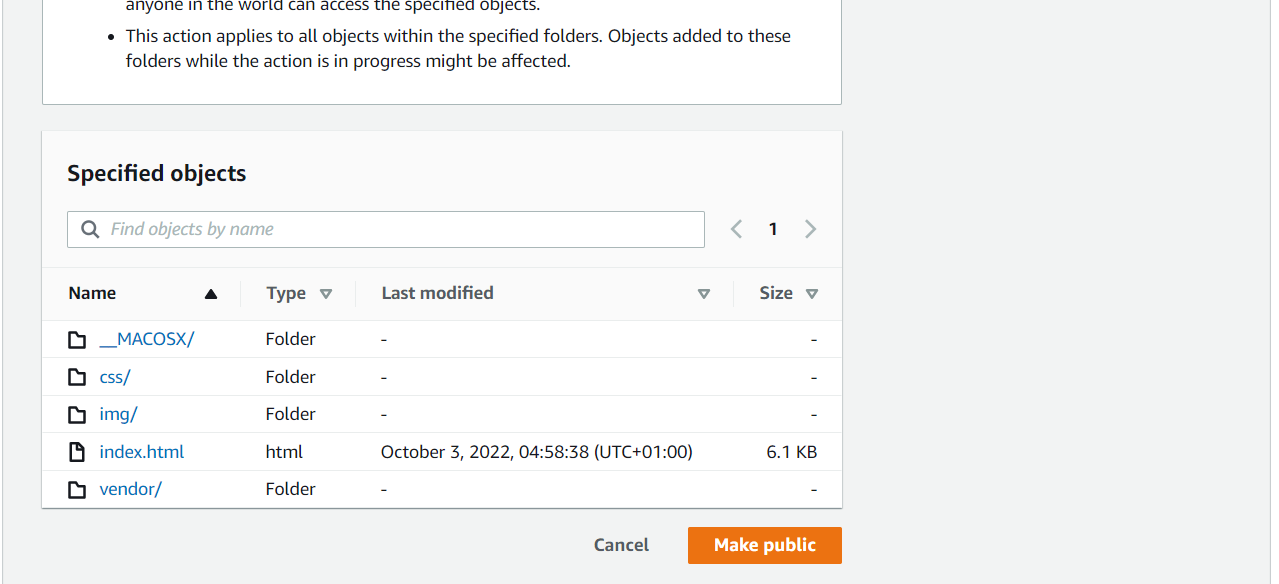 anyone in the world can access the specified objects.
• This action applies to all objects within the specified folders. Objects added to these
folders while the action is in progress might be affected.
Specified objects
Find objects by name
1
Name Type Last modified Size
__MACOSX/ Folder - -
css/ Folder - -
img/ Folder - -
index.html html October 3, 2022, 04:58:38 (UTC+01:00) 6.1 KB
vendor/ Folder - -
Cancel Make public